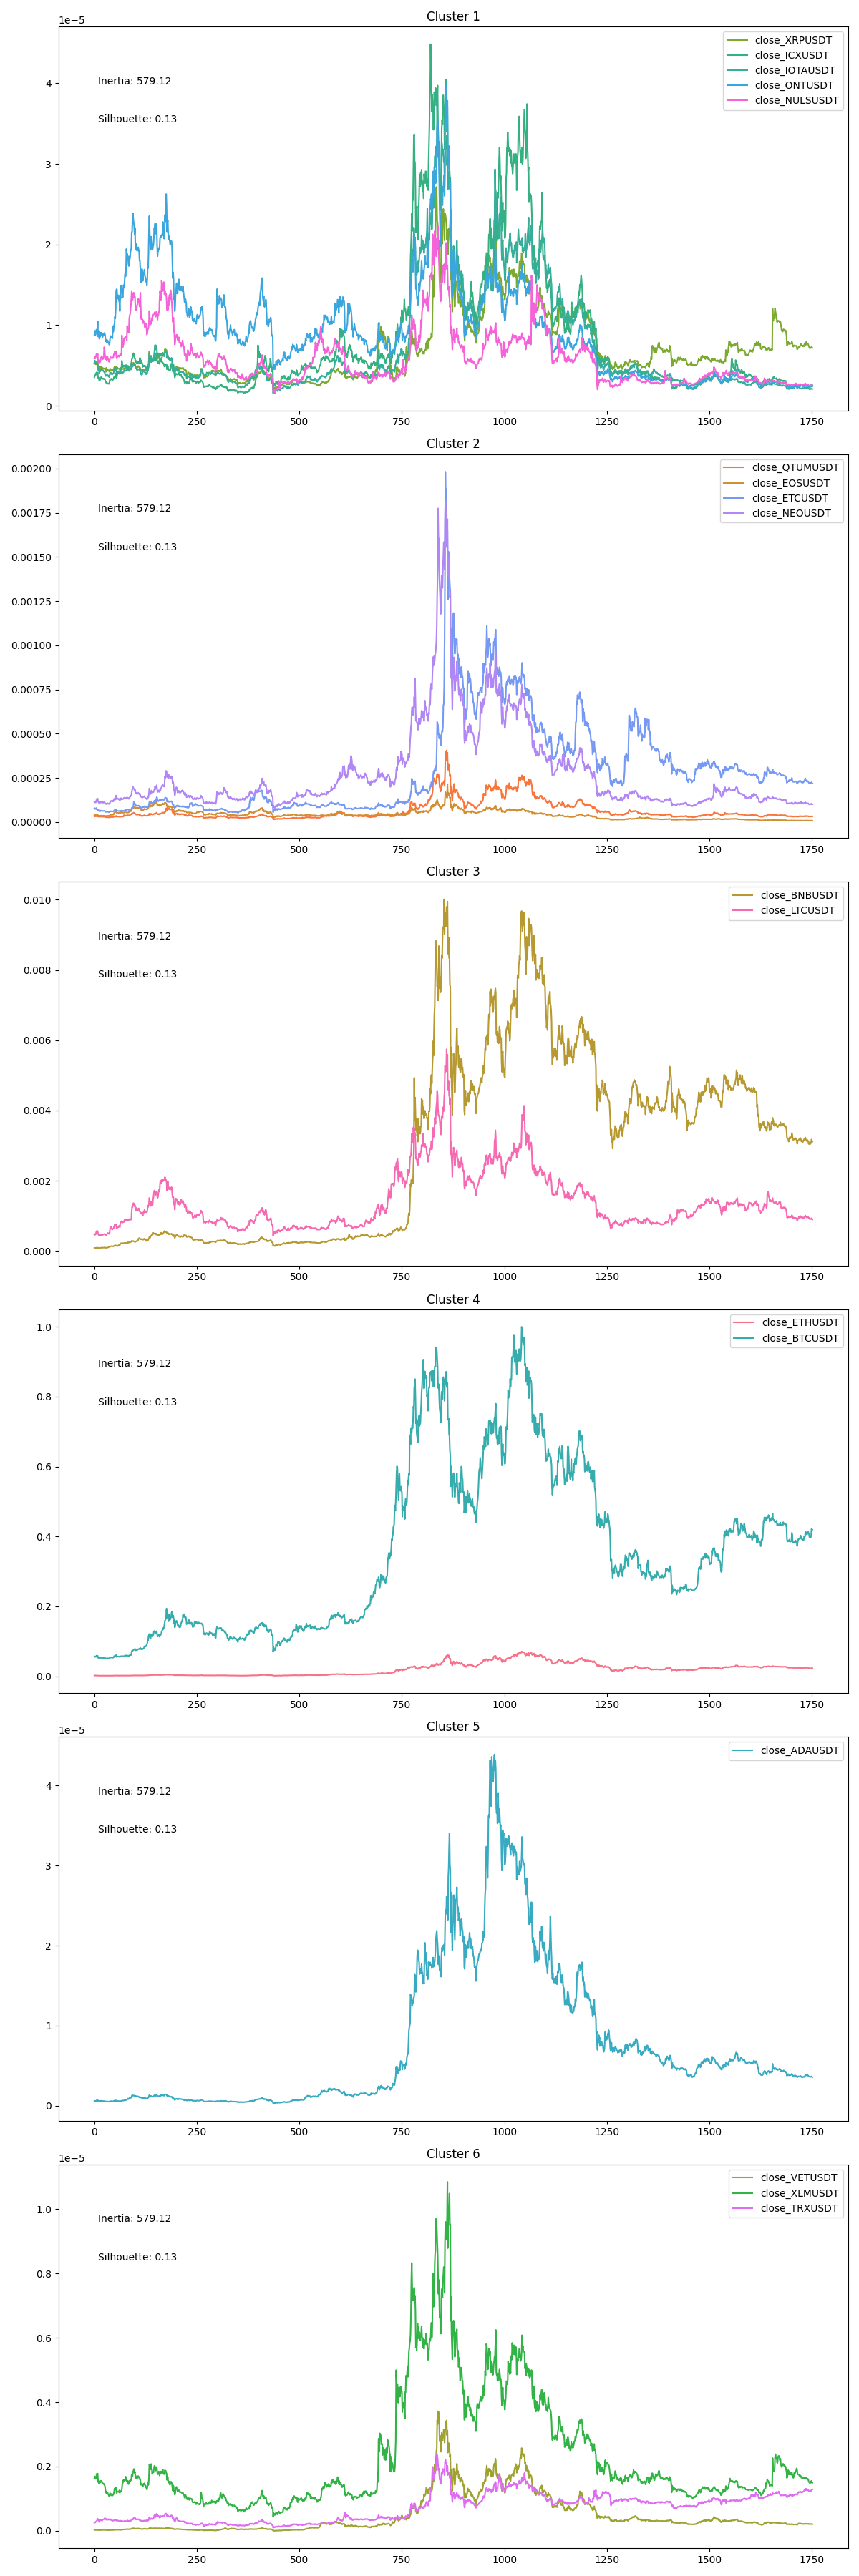 Cluster 1
1e−5
Inertia: 579.12
Silhouette: 0.13
close_XRPUSDT
close_ICXUSDT
close_IOTAUSDT
close_ONTUSDT
close_NULSUSDT
4
3
2
1
0
0 250 500 750 1000 1250 1500 1750
Cluster 2
Inertia: 579.12
Silhouette: 0.13
close_QTUMUSDT
close_EOSUSDT
close_ETCUSDT
close_NEOUSDT
0.00200
0.00175
0.00150
0.00125
0.00100
0.00075
0.00050
0.00025
0.00000
0 250 500 750 1000 1250 1500 1750
Cluster 3
Inertia: 579.12
Silhouette: 0.13
close_BNBUSDT
close_LTCUSDT
0.010
0.008
0.006
0.004
0.002
0.000
0 250 500 750 1000 1250 1500 1750
Cluster 4
Inertia: 579.12
Silhouette: 0.13
close_ETHUSDT
close_BTCUSDT
1.0
0.8
0.6
0.4
0.2
0.0
0 250 500 750 1000 1250 1500 1750
Cluster 5
1e−5
Inertia: 579.12
Silhouette: 0.13
close_ADAUSDT
4
3
2
1
0
0 250 500 750 1000 1250 1500 1750
Cluster 6
1e−5
Inertia: 579.12
Silhouette: 0.13
close_VETUSDT
close_XLMUSDT
close_TRXUSDT
1.0
0.8
0.6
0.4
0.2
0.0
0 250 500 750 1000 1250 1500 1750